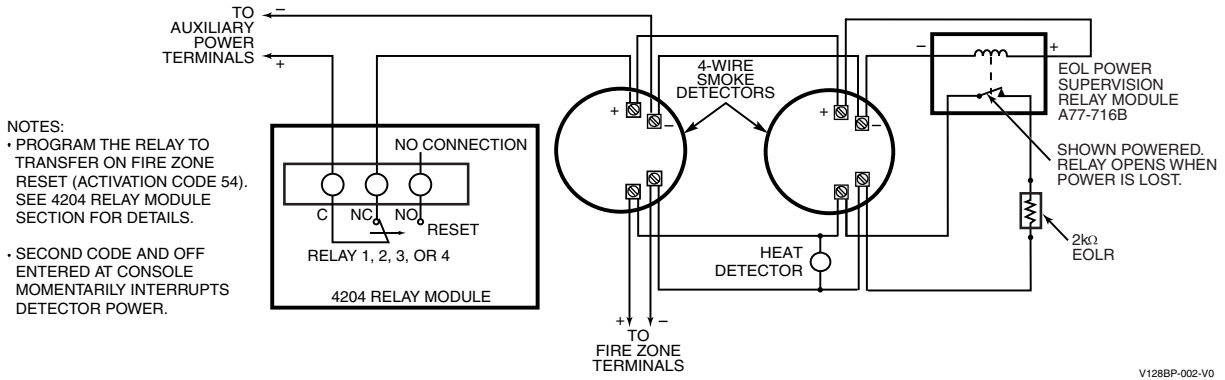 TO
AUXILIARY
POWER
TERMINALS
–
+
NOTES:
• PROGRAM THE RELAY TO
TRANSFER ON FIRE ZONE
RESET (ACTIVATION CODE 54).
SEE 4204 RELAY MODULE
SECTION FOR DETAILS.
• SECOND CODE AND OFF
ENTERED AT CONSOLE
MOMENTARILY INTERRUPTS
DETECTOR POWER.
NO CONNECTION
C NC NO
RESET
RELAY 1, 2, 3, OR 4
4204 RELAY MODULE
4-WIRE
SMOKE
DETECTORS
+ –
+ –
HEAT
DETECTOR
+ –
TO
FIRE ZONE
TERMINALS
– +
EOL POWER
SUPERVISION
RELAY MODULE
A77-716B
SHOWN POWERED.
RELAY OPENS WHEN
POWER IS LOST.
2kΩ
EOLR
V128BP-002-V0